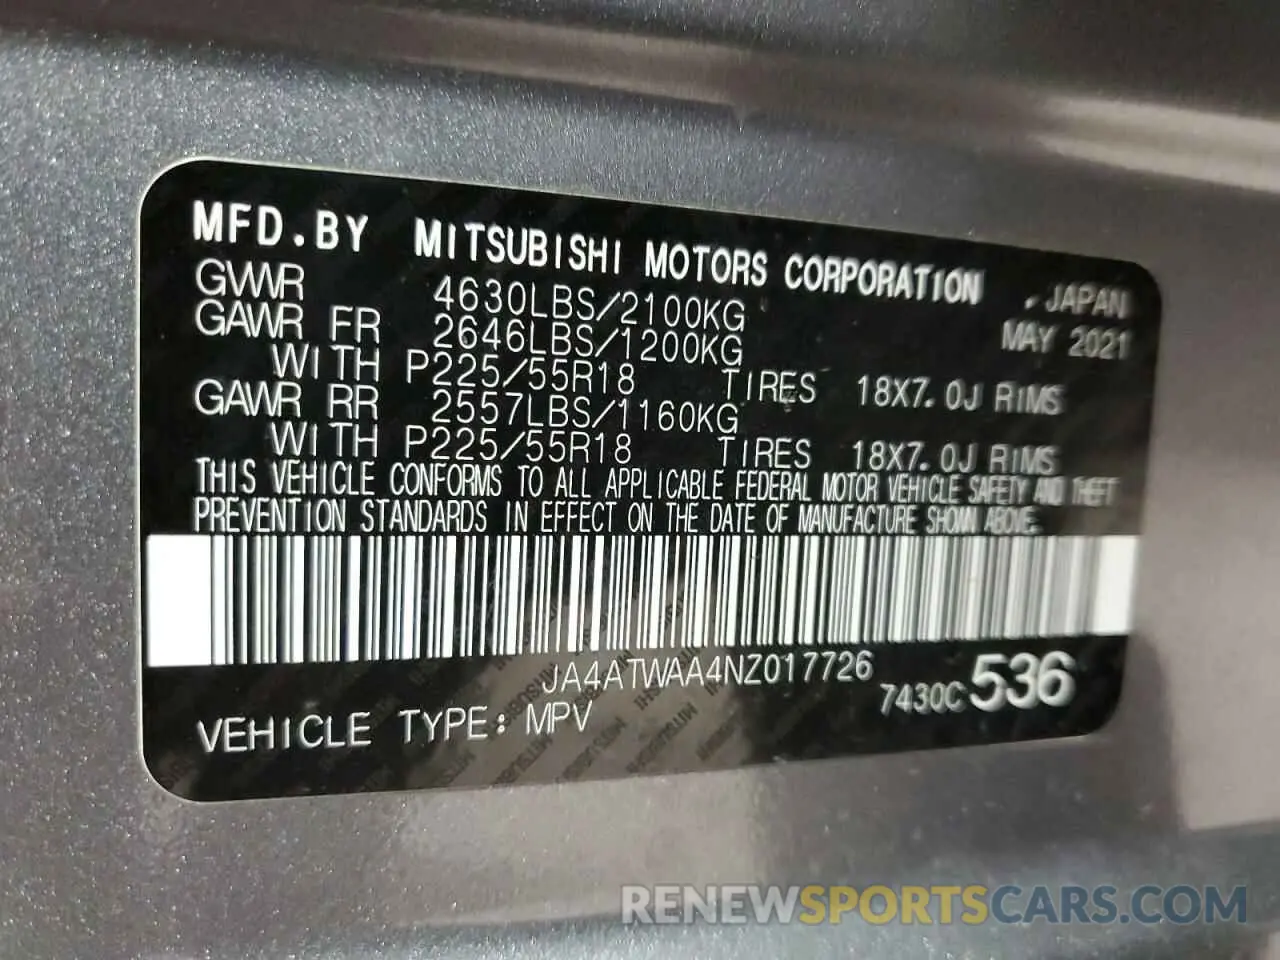 MFD.BY MITSUBISHI MOTORS CORPORATION
GVWR 4630LBS/2100KG JAPAN
GAWR FR 2646LBS/1200KG MAY 2021
WITH P225/55R18 TIRES 18X7.0J RIMS
GAWR RR 2557LBS/1160KG
WITH P225/55R18 TIRES 18X7.0J RIMS
THIS VEHICLE CONFORMS TO ALL APPLICABLE FEDERAL MOTOR VEHICLE SAFETY AND THEFT
PREVENTION STANDARDS IN EFFECT ON THE DATE OF MANUFACTURE SHOWN ABOVE.
JA4ATWAA4NZ017726 7430C 536
VEHICLE TYPE: MPV
RENEWSPORTSCARS.COM